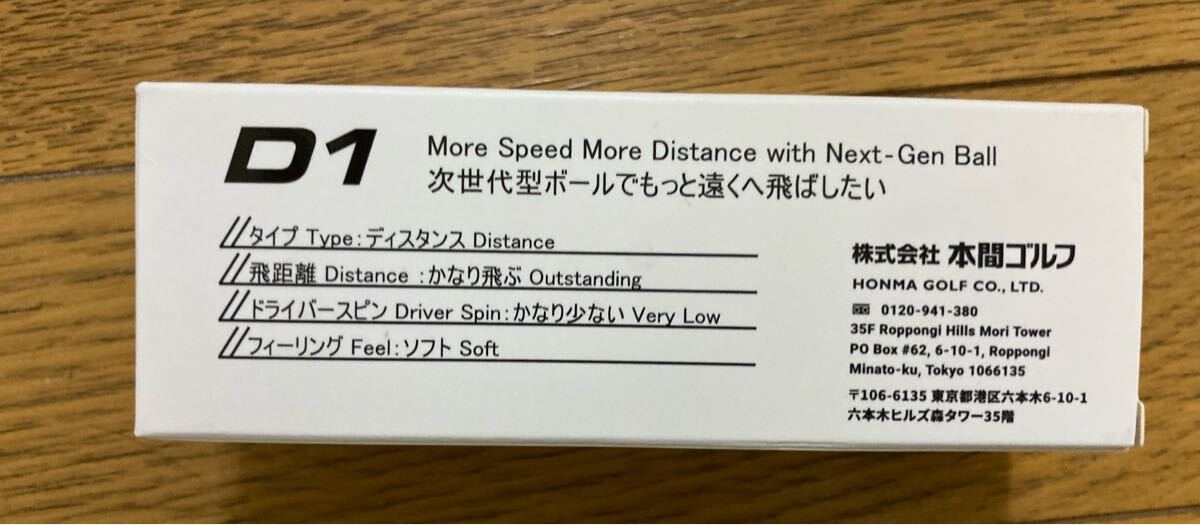 D1
More Speed More Distance with Next-Gen Ball
次世代型ボールでもっと遠くへ飛ばしたい
タイプ Type:ディスタンス Distance
飛距離 Distance :かなり飛ぶ Outstanding
ドライバースピン Driver Spin:かなり少ない Very Low
フィーリング Feel:ソフト Soft
株式会社 本間ゴルフ
HONMA GOLF CO., LTD.
0120-941-380
35F Roppongi Hills Mori Tower
PO Box #62, 6-10-1, Roppongi
Minato-ku, Tokyo 1066135
〒106-6135 東京都港区六本木6-10-1
六本木ヒルズ森タワー35階